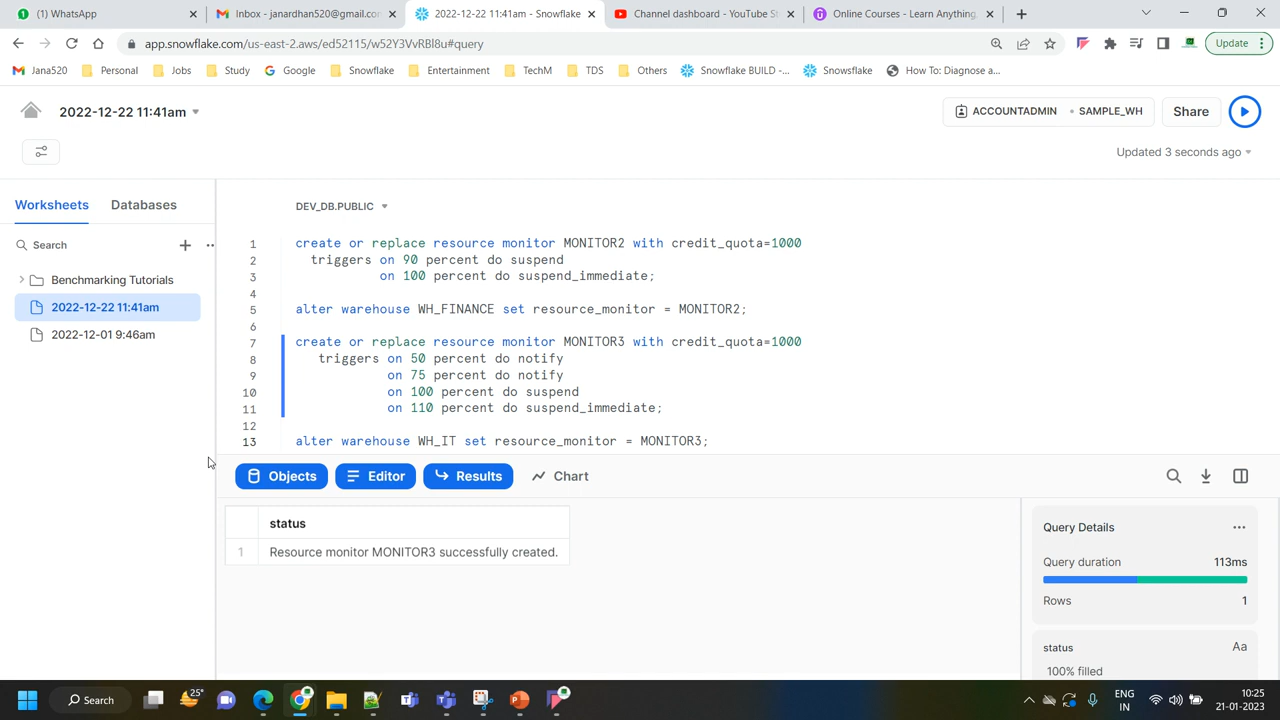 1) WhatsApp
Inbox - janardhan520@gmail.con
2022-12-22 11:41am - Snowflake
Channel dashboard - YouTube St
Online Courses - Learn Anything,
app.snowflake.com/us-east-2.aws/ed52115/w52Y3VvRBI8u#query
Update
Jana520
Personal
Jobs
Study
Google
Snowflake
Entertainment
TechM
TDS
Others
Snowflake BUILD -...
Snowsflake
How To: Diagnose a...
2022-12-22 11:41am
ACCOUNTADMIN
SAMPLE_WH
Share
Updated 3 seconds ago
Worksheets
Databases
Search
Benchmarking Tutorials
2022-12-22 11:41am
2022-12-01 9:46am
DEV_DB.PUBLIC
1 create or replace resource monitor MONITOR2 with credit_quota=1000
2 triggers on 90 percent do suspend
3 on 100 percent do suspend_immediate;
4
5 alter warehouse WH_FINANCE set resource_monitor = MONITOR2;
6
7 create or replace resource monitor MONITOR3 with credit_quota=1000
8 triggers on 50 percent do notify
9 on 75 percent do notify
10 on 100 percent do suspend
11 on 110 percent do suspend_immediate;
12
13 alter warehouse WH_IT set resource_monitor = MONITOR3;
Objects
Editor
Results
Chart
status
1 Resource monitor MONITOR3 successfully created.
Query Details
Query duration 113ms
Rows 1
status Aa
100% filled
25°
Search
ENG
IN
10:25
21-01-2023